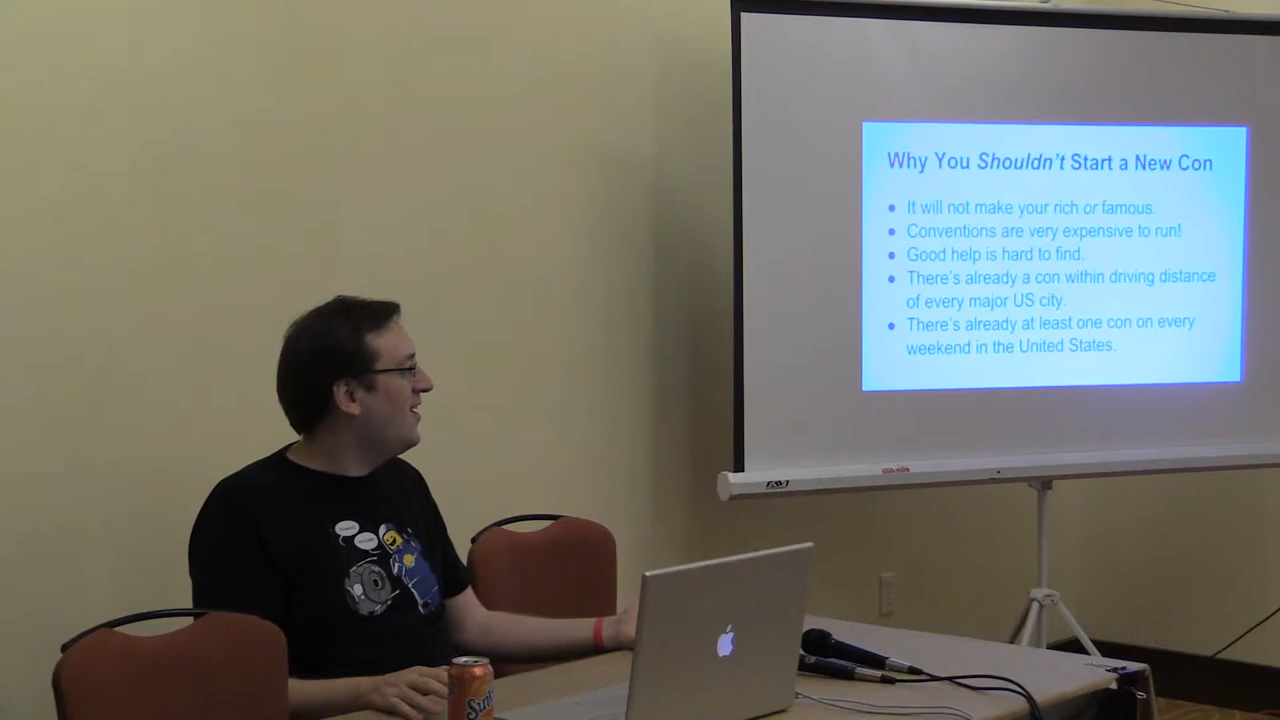 Why You Shouldn't Start a New Con
● It will not make your rich or famous.
● Conventions are very expensive to run!
● Good help is hard to find.
● There's already a con within driving distance
of every major US city.
● There's already at least one con on every
weekend in the United States.
FAVI